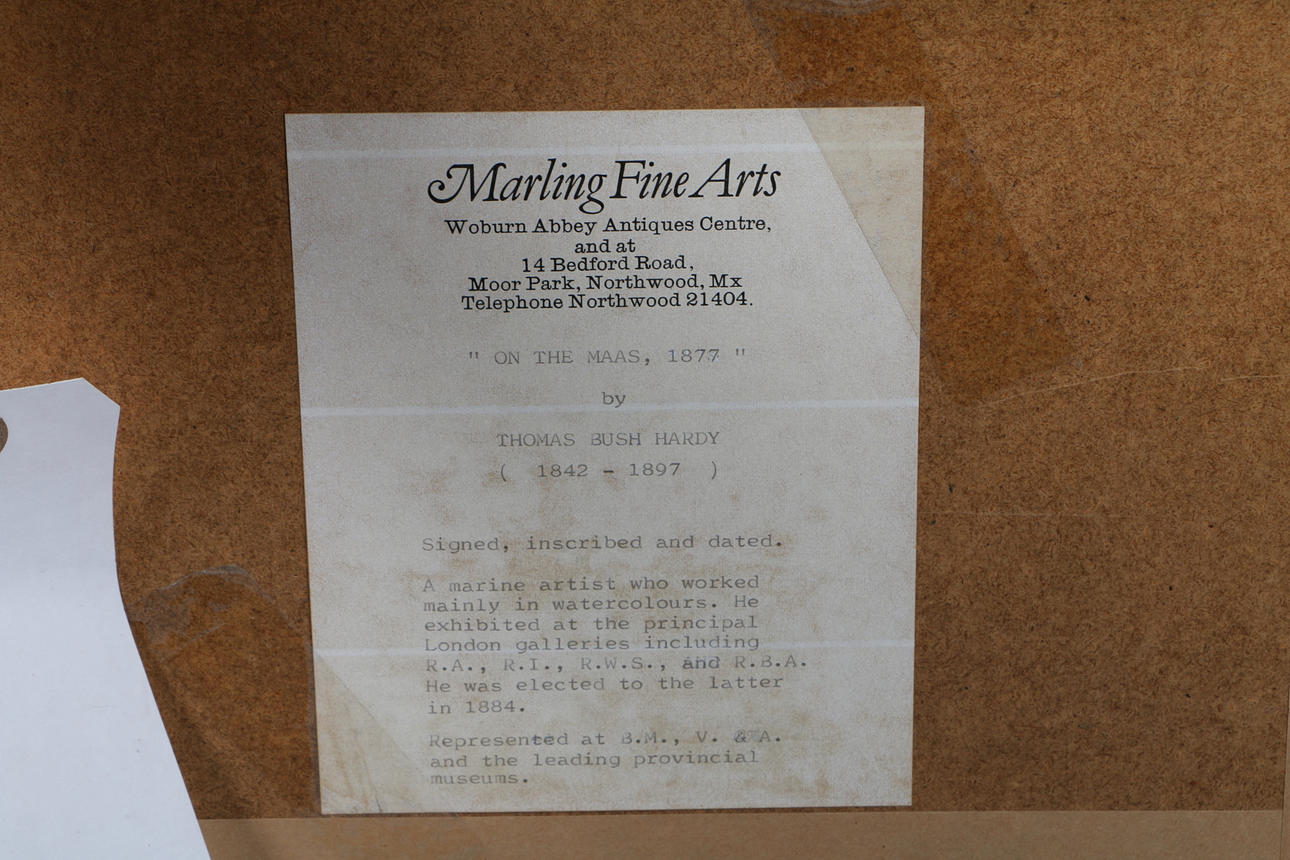 Marling Fine Arts
Woburn Abbey Antiques Centre,
and at
14 Bedford Road,
Moor Park, Northwood, Mx
Telephone Northwood 21404.
" ON THE MAAS, 1877 "
by
THOMAS BUSH HARDY
( 1842 - 1897 )
Signed, inscribed and dated.
A marine artist who worked
mainly in watercolours. He
exhibited at the principal
London galleries including
R.A., R.I., R.W.S., and R.B.A.
He was elected to the latter
in 1884.
Represented at B.M., V. & A.
and the leading provincial
museums.